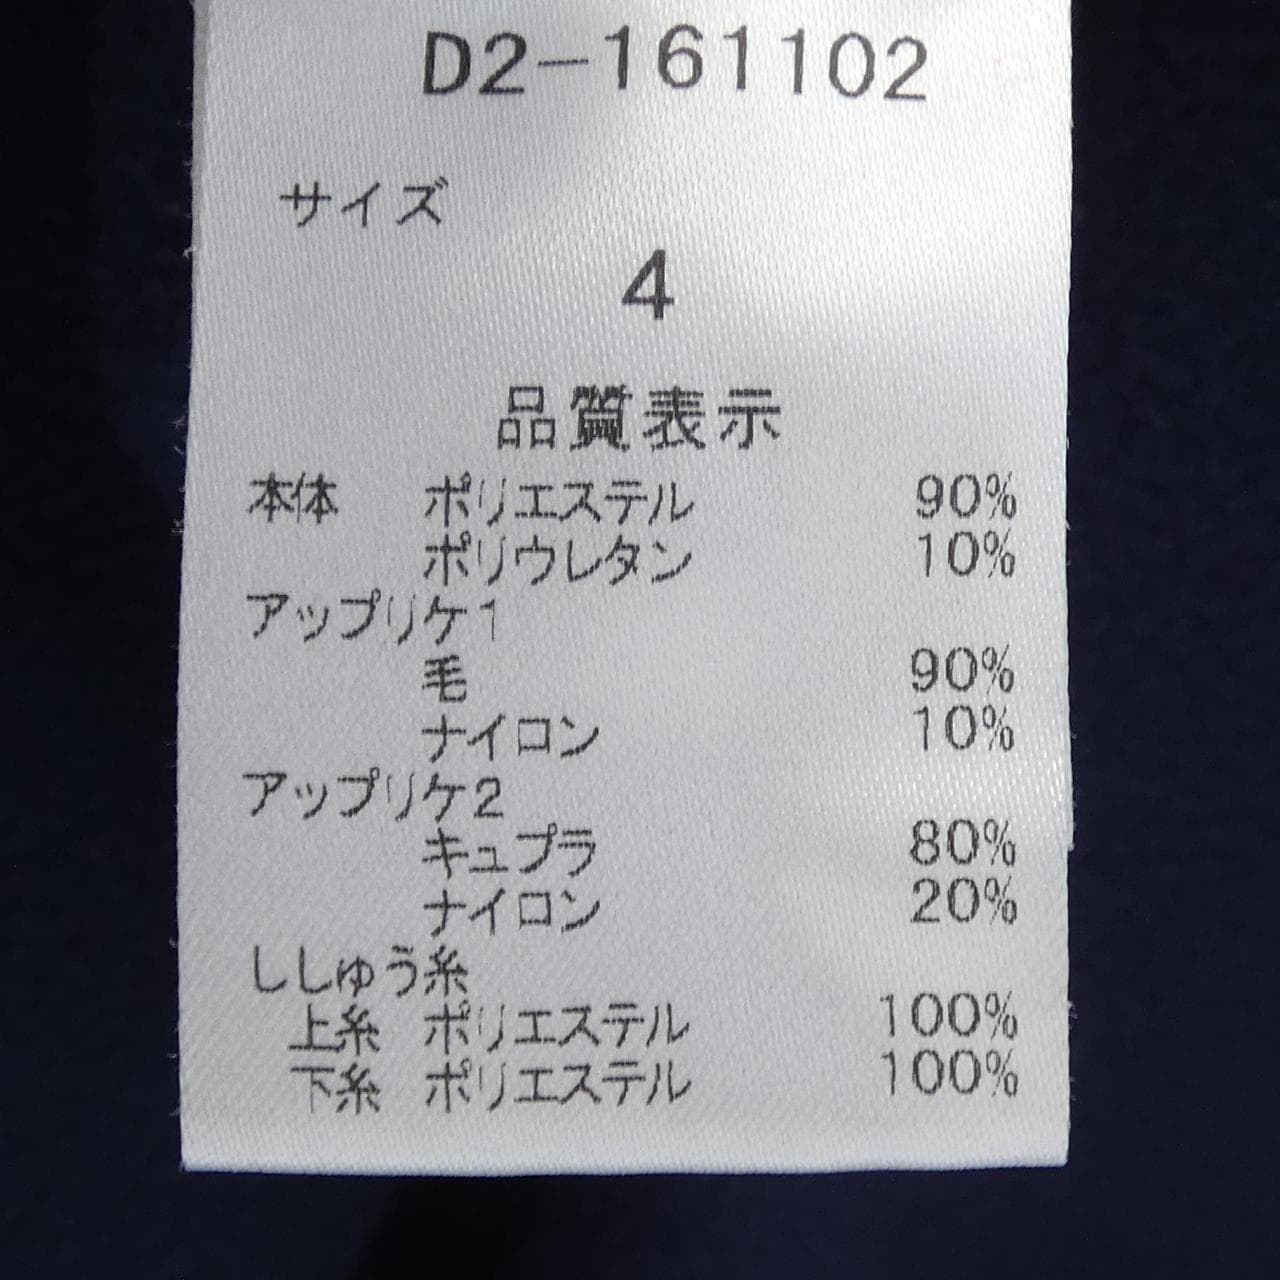 D2-161102
サイズ
4
品質表示
本体 ポリエステル 90%
ポリウレタン 10%
アップリケ1
毛 90%
ナイロン 10%
アップリケ2
キュプラ 80%
ナイロン 20%
ししゅう糸
上糸 ポリエステル 100%
下糸 ポリエステル 100%